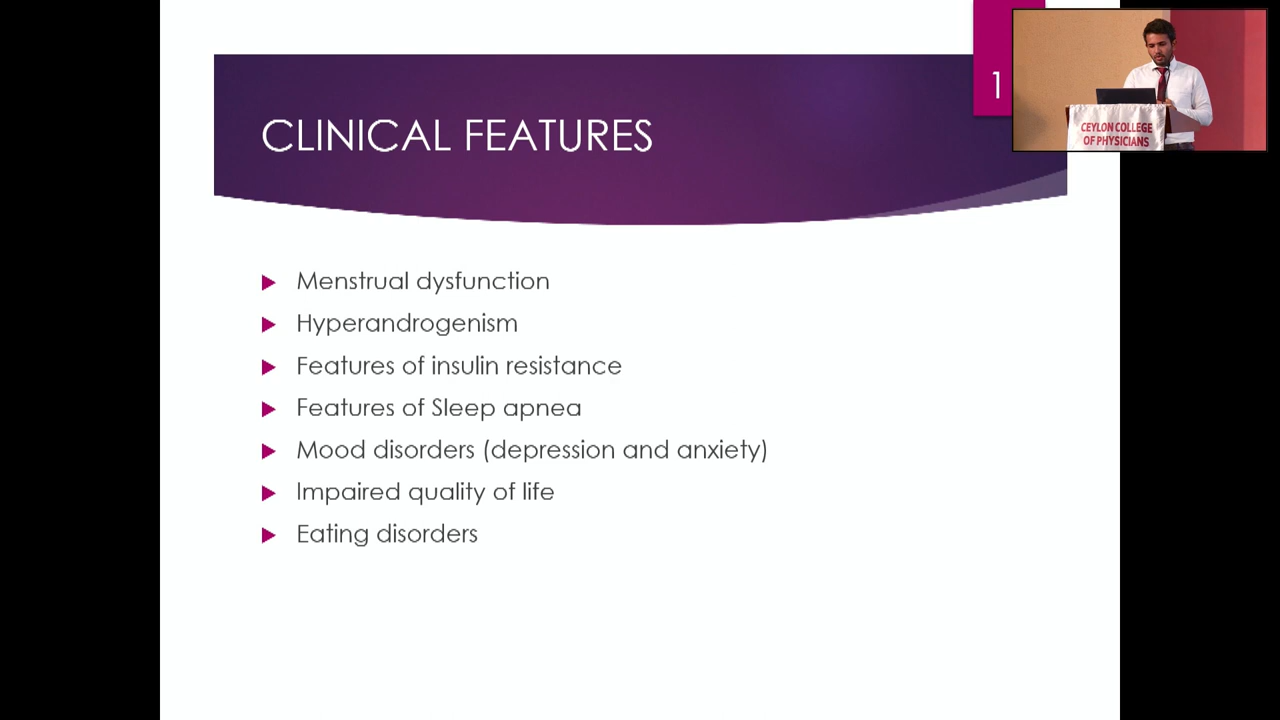 CLINICAL FEATURES
1
CEYLON COLLEGE
OF PHYSICIANS
Menstrual dysfunction
Hyperandrogenism
Features of insulin resistance
Features of Sleep apnea
Mood disorders (depression and anxiety)
Impaired quality of life
Eating disorders